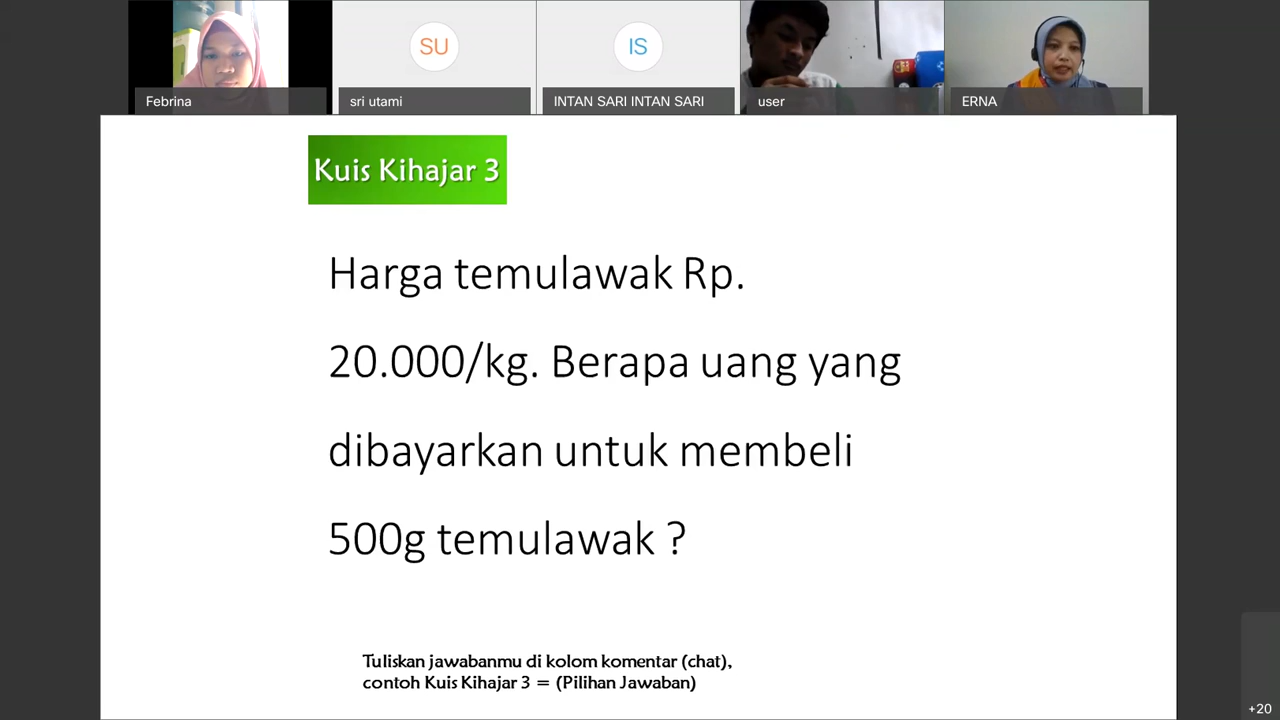 SU
IS
Febrina
sri utami
INTAN SARI INTAN SARI
user
ERNA
Kuis Kihajar 3
Harga temulawak Rp.
20.000/kg. Berapa uang yang
dibayarkan untuk membeli
500g temulawak ?
Tuliskan jawabanmu di kolom komentar (chat),
contoh Kuis Kihajar 3 = (Pilihan Jawaban)
+20